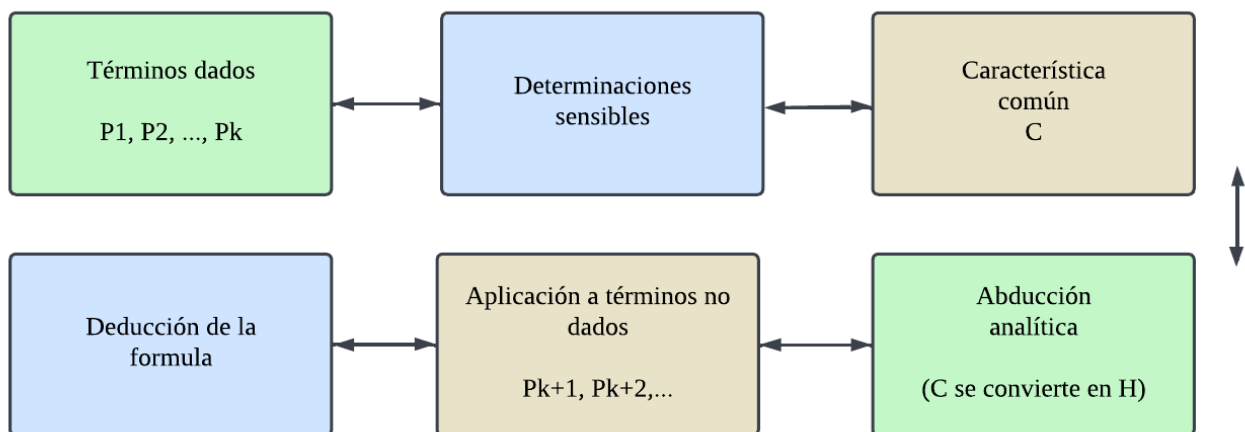 Términos dados
P1, P2, ..., Pk
Determinaciones
sensibles
Característica
común
C
Deducción de la
formula
Aplicación a términos no
dados
Pk+1, Pk+2,...
Abducción
analítica
(C se convierte en H)